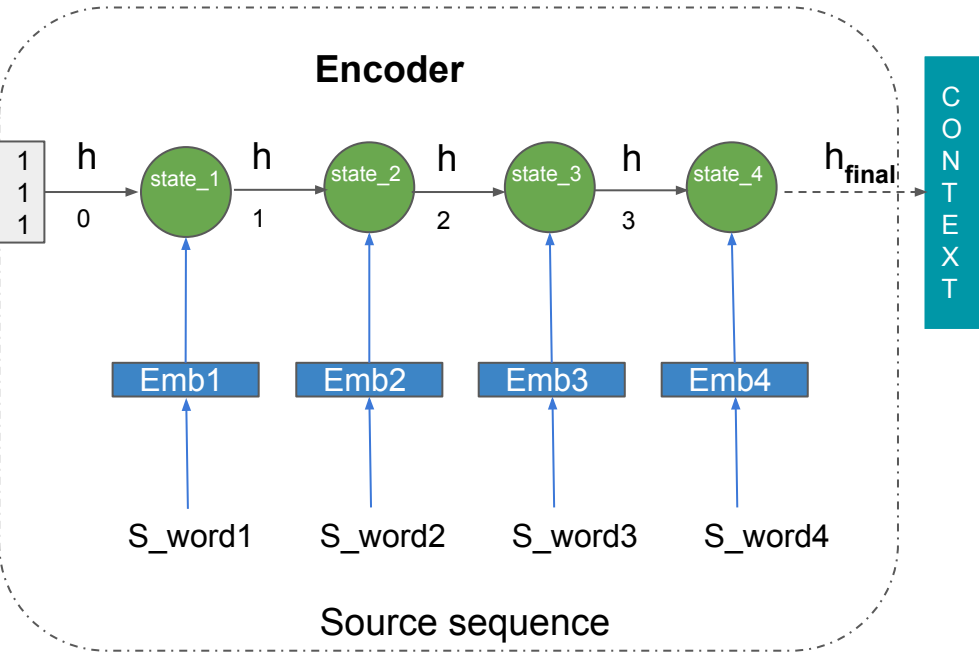 Encoder
1
1
1
h
0
state_1
h
1
state_2
h
2
state_3
h
3
state_4
hfinal
C
O
N
T
E
X
T
Emb1
Emb2
Emb3
Emb4
S_word1
S_word2
S_word3
S_word4
Source sequence